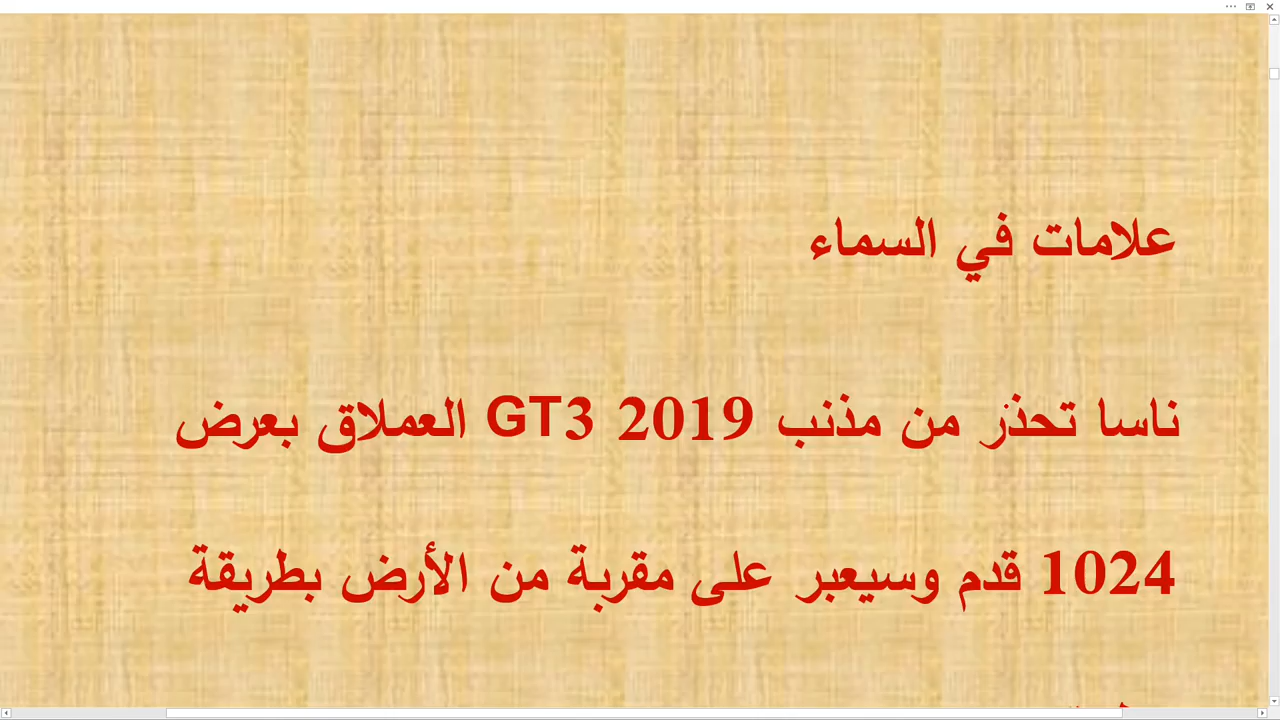 علامات في السماء
ناسا تحذر من مذنب 2019 GT3 العملاق بعرض
1024 قدم وسيعبر على مقربة من الأرض بطريقة